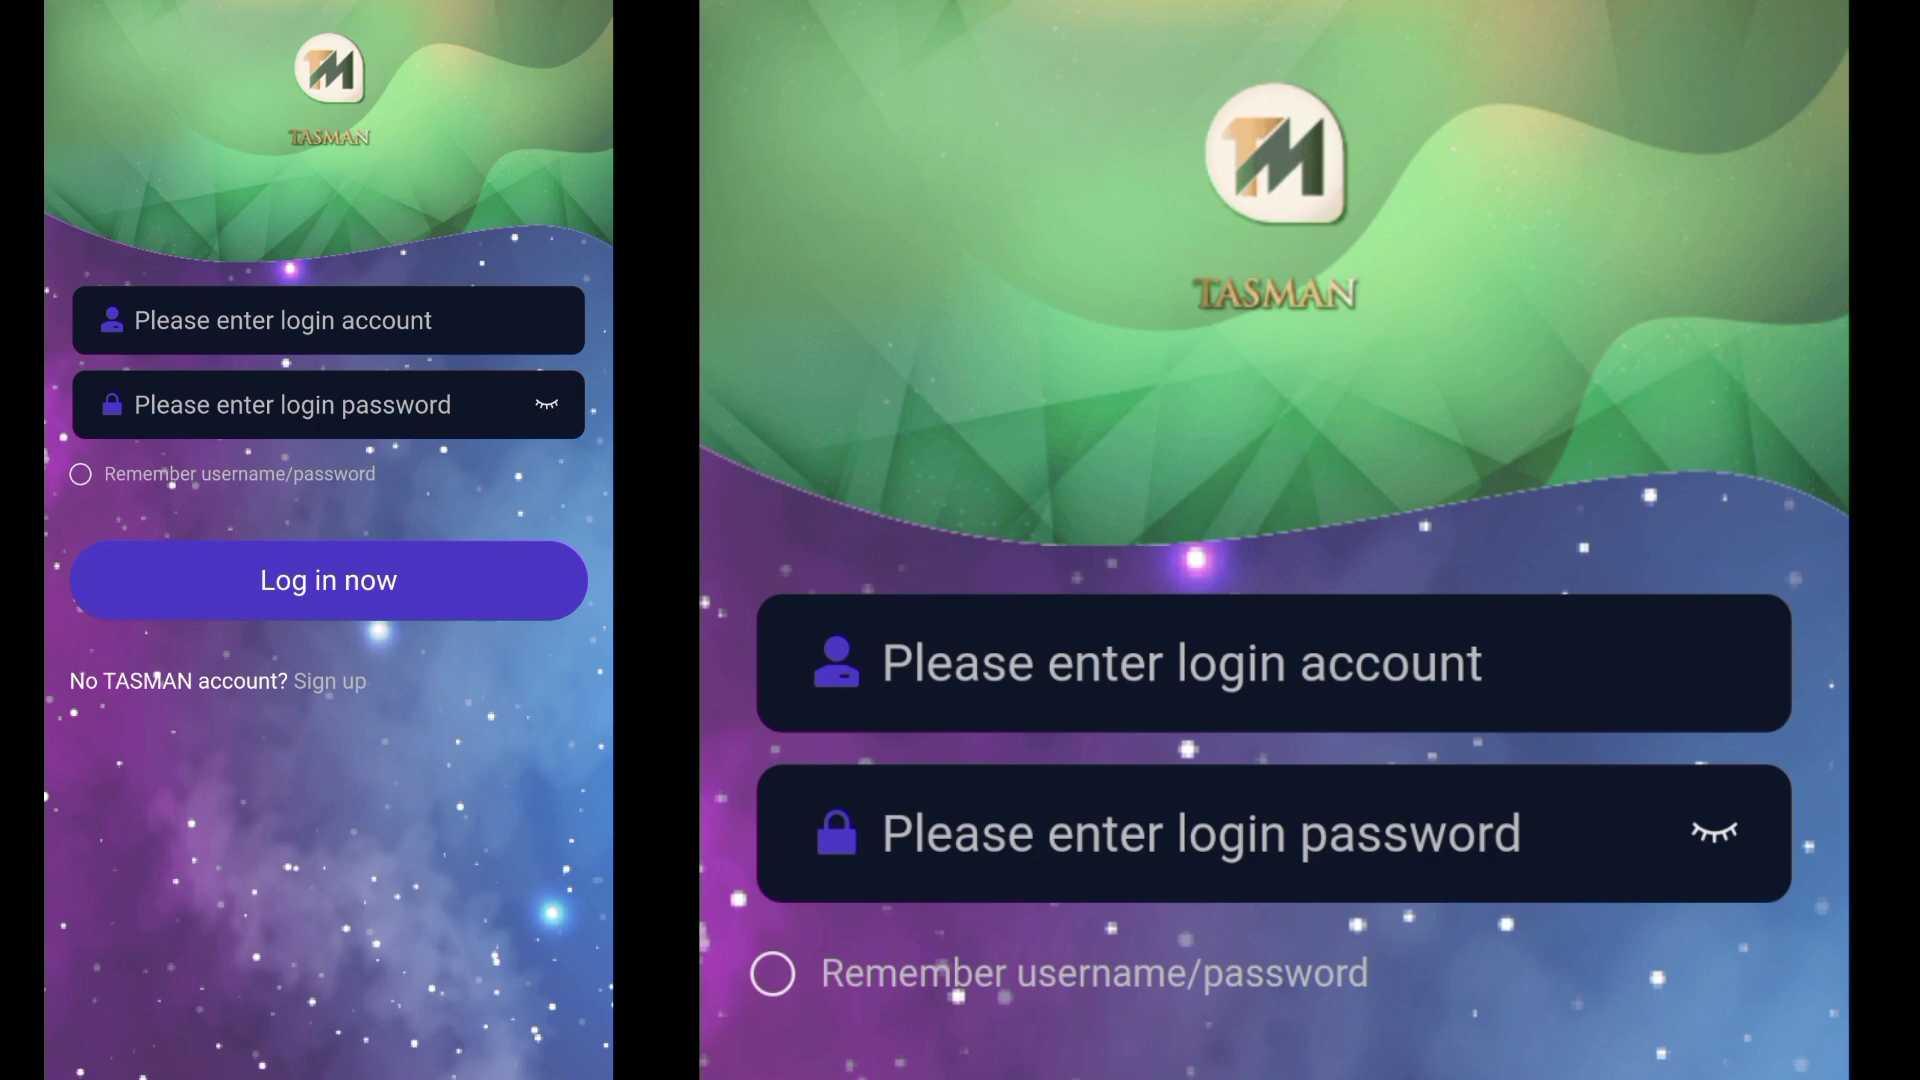 TM
TASMAN
Please enter login account
Please enter login password
Remember username/password
Log in now
No TASMAN account? Sign up
TM
TASMAN
Please enter login account
Please enter login password
Remember username/password